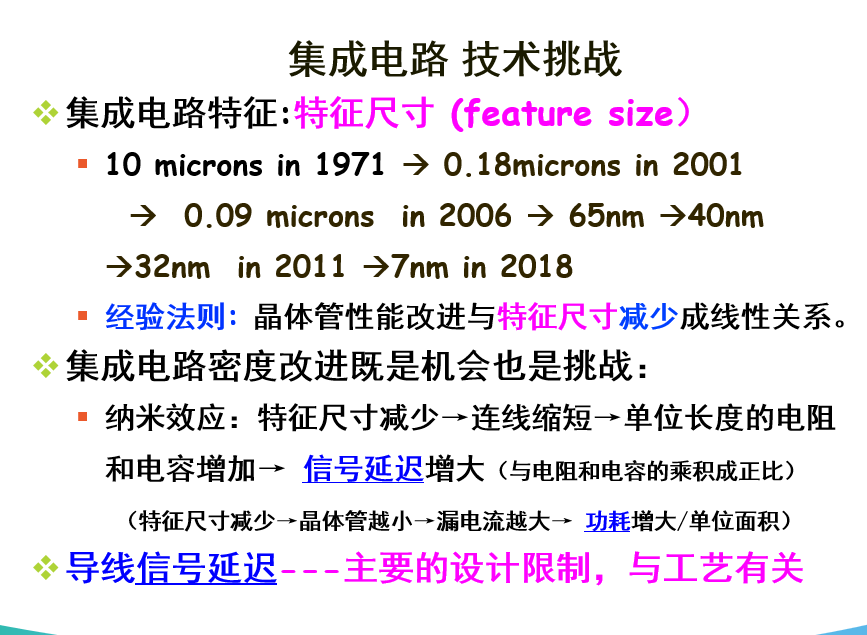 集成电路 技术挑战
集成电路特征:特征尺寸 (feature size）
10 microns in 1971 → 0.18microns in 2001
→ 0.09 microns in 2006 → 65nm →40nm
→32nm in 2011 →7nm in 2018
经验法则：晶体管性能改进与特征尺寸减少成线性关系。
集成电路密度改进既是机会也是挑战：
纳米效应：特征尺寸减少→连线缩短→单位长度的电阻
和电容增加→ 信号延迟增大（与电阻和电容的乘积成正比）
（特征尺寸减少→晶体管越小→漏电流越大→ 功耗增大/单位面积）
导线信号延迟---主要的设计限制，与工艺有关